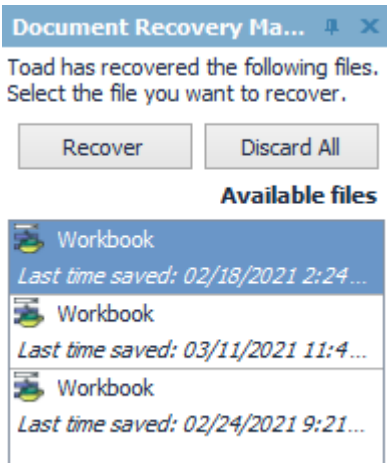 Document Recovery Ma...
Toad has recovered the following files.
Select the file you want to recover.
Recover
Discard All
Available files
Workbook
Last time saved: 02/18/2021 2:24...
Workbook
Last time saved: 03/11/2021 11:4...
Workbook
Last time saved: 02/24/2021 9:21...